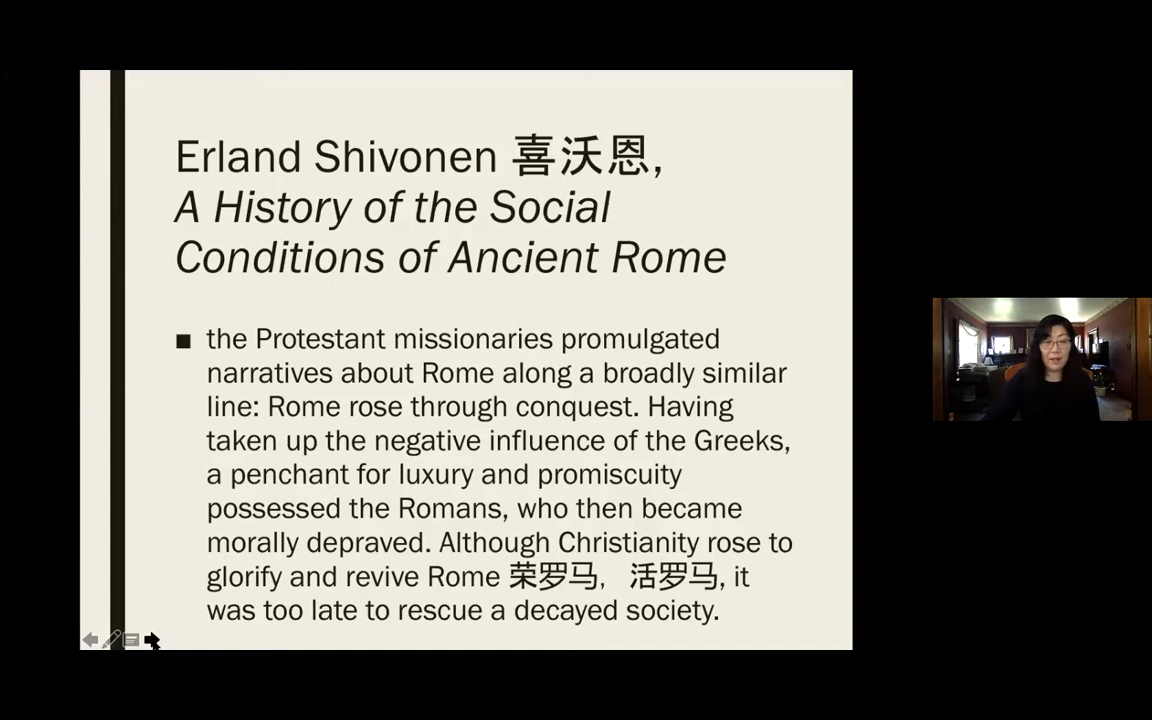 Erland Shivonen 喜沃恩,
A History of the Social
Conditions of Ancient Rome
■ the Protestant missionaries promulgated
narratives about Rome along a broadly similar
line: Rome rose through conquest. Having
taken up the negative influence of the Greeks,
a penchant for luxury and promiscuity
possessed the Romans, who then became
morally depraved. Although Christianity rose to
glorify and revive Rome 荣罗马, 活罗马, it
was too late to rescue a decayed society.